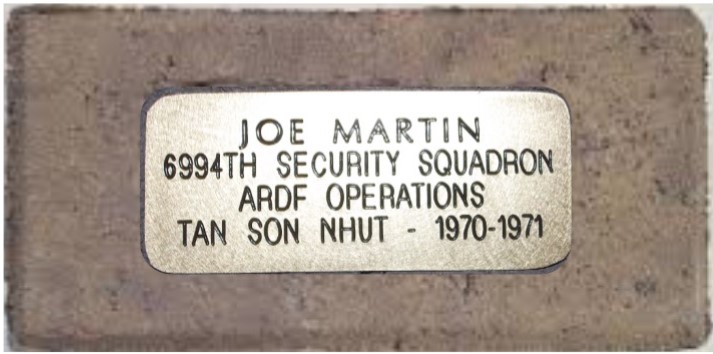 JOE MARTIN
6994TH SECURITY SQUADRON
ARDF OPERATIONS
TAN SON NHUT - 1970-1971